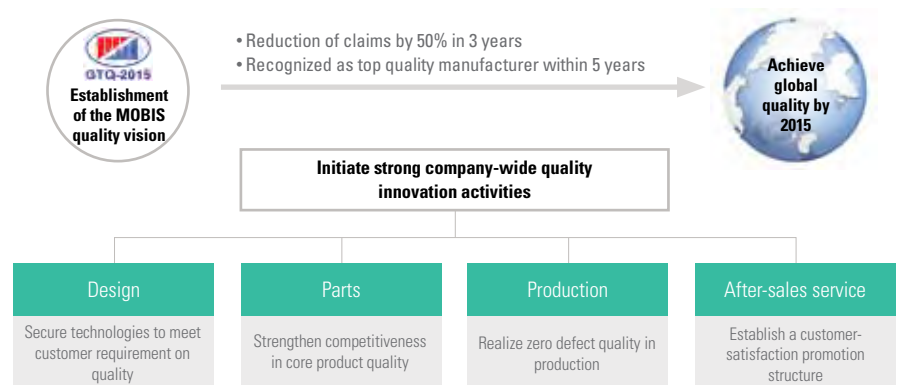 GTQ-2015
Establishment
of the MOBIS
quality vision
• Reduction of claims by 50% in 3 years
• Recognized as top quality manufacturer within 5 years
Achieve
global
quality by
2015
Initiate strong company-wide quality
innovation activities
Design
Secure technologies to meet
customer requirement on
quality
Parts
Strengthen competitiveness
in core product quality
Production
Realize zero defect quality in
production
After-sales service
Establish a customer-
satisfaction promotion
structure